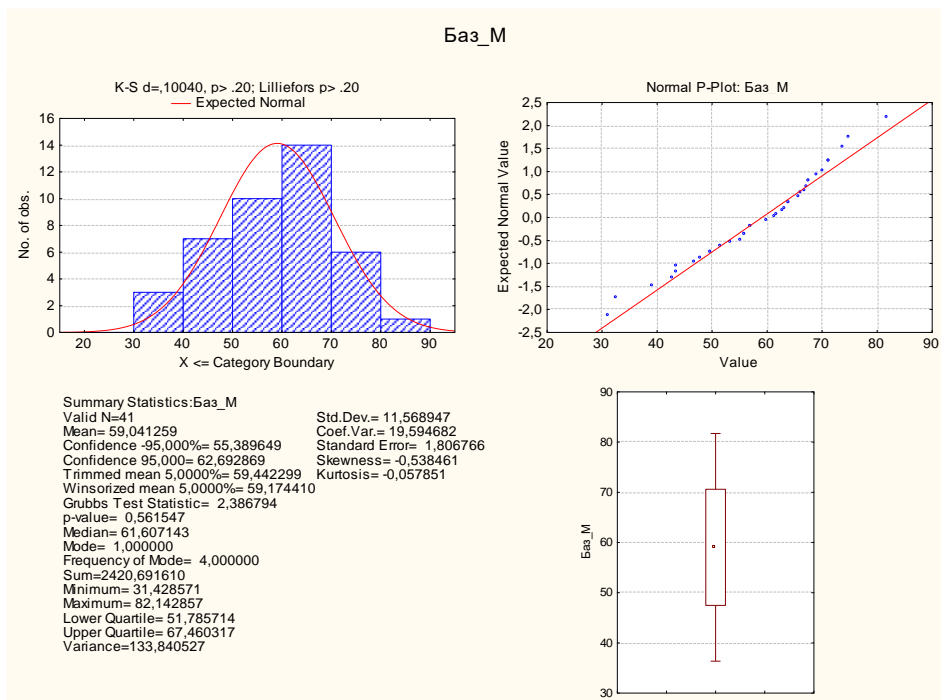 Баз_М
K-S d=,10040, p> .20; Lilliefors p> .20
Expected Normal
16
14
12
10
8
6
4
2
0
No. of obs.
20 30 40 50 60 70 80 90
X <= Category Boundary
Normal P-Plot: Баз_М
2,5
2,0
1,5
1,0
0,5
0,0
-0,5
-1,0
-1,5
-2,0
-2,5
Expected Normal Value
20 30 40 50 60 70 80 90
Value
Summary Statistics:Баз_М
Valid N=41
Mean= 59,041259
Confidence -95,000%= 55,389649
Confidence 95,000= 62,692869
Trimmed mean 5,0000%= 59,442299
Winsorized mean 5,0000%= 59,174410
Grubbs Test Statistic= 2,386794
p-value= 0,561547
Median= 61,607143
Mode= 1,000000
Frequency of Mode= 4,000000
Sum=2420,691610
Minimum= 31,428571
Maximum= 82,142857
Lower Quartile= 51,785714
Upper Quartile= 67,460317
Variance=133,840527
Std.Dev.= 11,568947
Coef.Var.= 19,594682
Standard Error= 1,806766
Skewness= -0,538461
Kurtosis= -0,057851
90
80
70
60
50
40
30
Баз_М